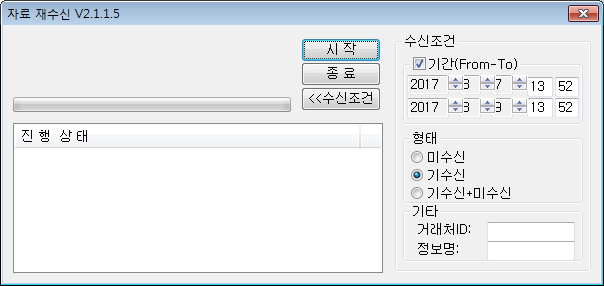 자료 재수신 V2.1.1.5
시 작
종 료
<<수신조건
진 행 상 태
수신조건
기간(From-To)
2017 3 7 13 52
2017 3 9 13 52
형태
미수신
기수신
기수신+미수신
기타
거래처ID:
정보명: